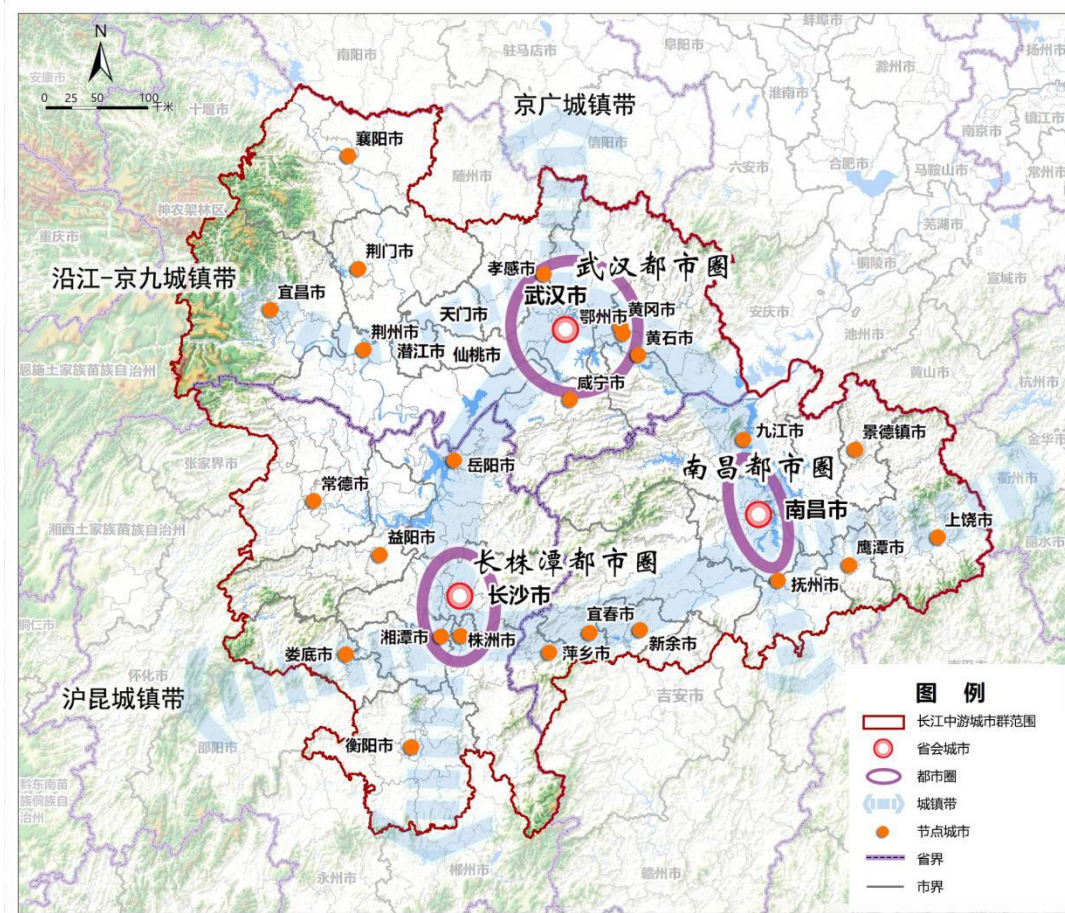 蚌埠市
南阳市
驻马店市
阜阳市
扬州市
滁州市
安康市
十堰市
淮南市
镇江市
南京市
N
0 25 50 100
千米
京广城镇带
信阳市
襄阳市
随州市
六安市
合肥市
马鞍山市
常州市
神农架林区
芜湖市
重庆市
荆门市
孝感市
武汉都市圈
铜陵市
宣城市
沿江-京九城镇带
宜昌市
武汉市
天门市
鄂州市
黄冈市
安庆市
池州市
荆州市
潜江市
仙桃市
黄石市
恩施土家族苗族自治州
黄山市
杭州市
咸宁市
九江市
景德镇市
金华市
张家界市
岳阳市
南昌都市圈
衢州市
常德市
南昌市
湘西土家族苗族自治州
上饶市
丽水市
益阳市
长株潭都市圈
鹰潭市
长沙市
抚州市
铜仁市
宜春市
湘潭市
株洲市
新余市
娄底市
萍乡市
怀化市
沪昆城镇带
吉安市
邵阳市
衡阳市
黔东南苗
族侗族自
治州
永州市
郴州市
赣州市
图 例
长江中游城市群范围
省会城市
都市圈
城镇带
节点城市
省界
市界